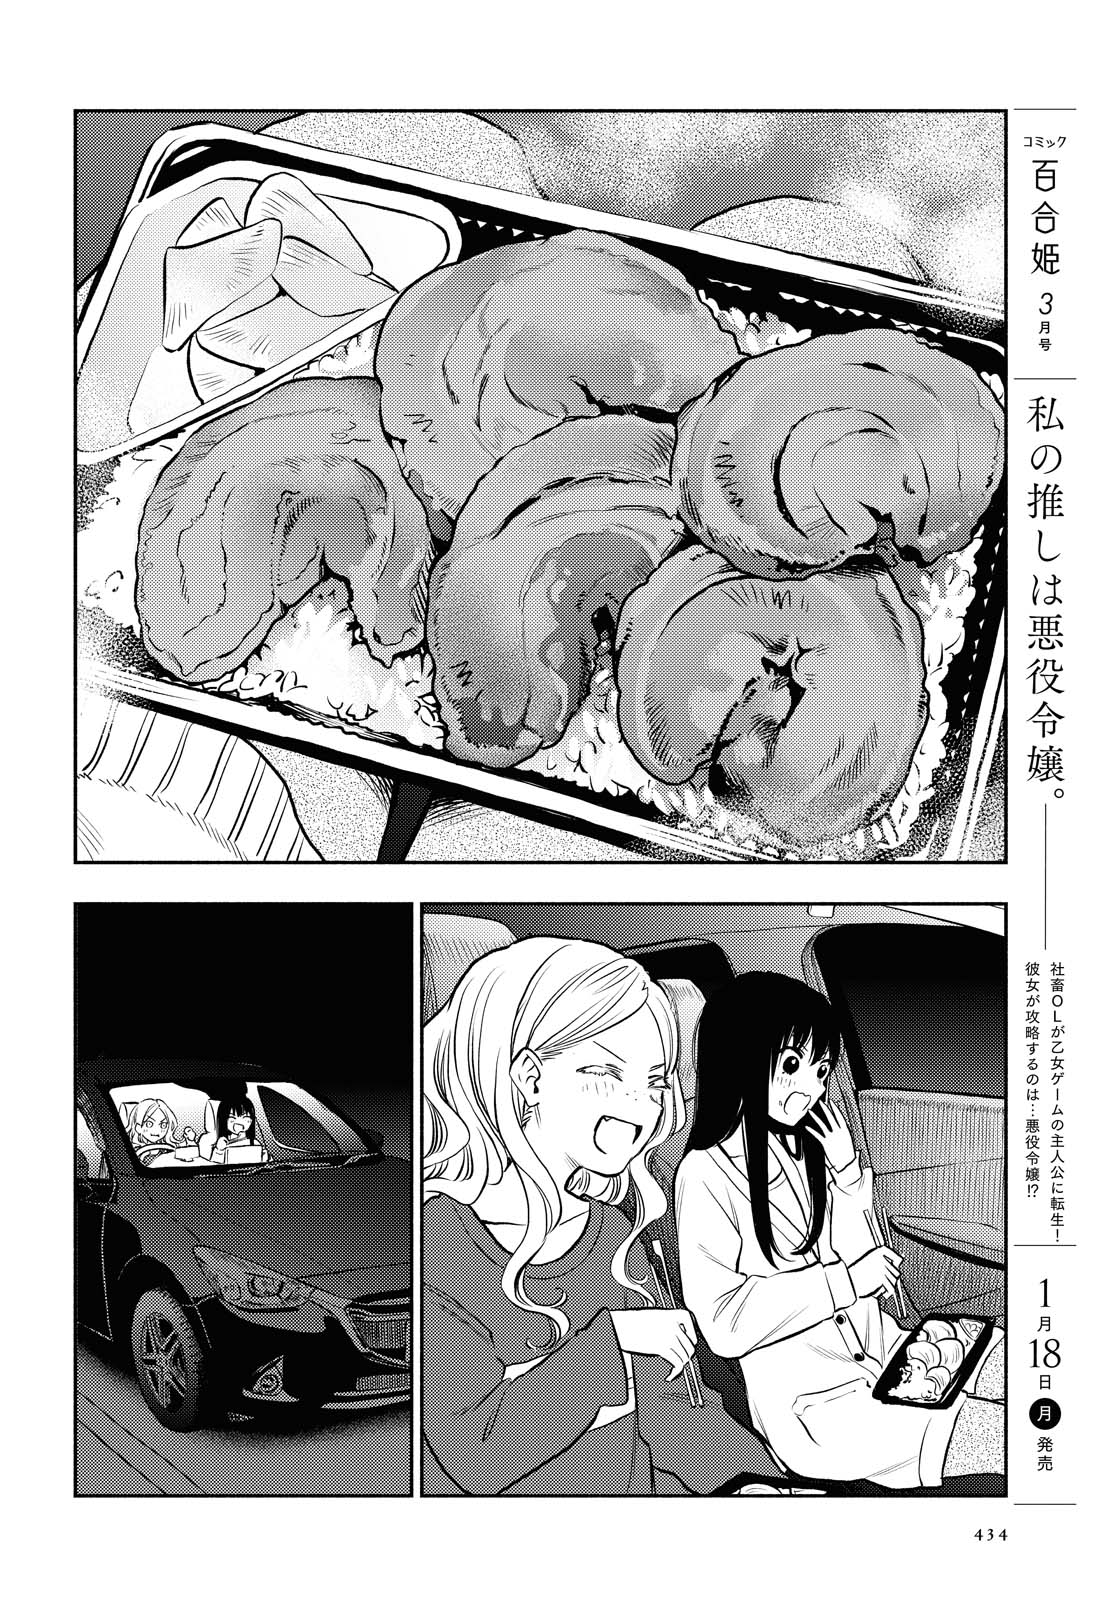 コミック
百合姫
3月号
私の推しは悪役令嬢。
社畜OLが乙女ゲームの主人公に転生！
彼女が攻略するのは…悪役令嬢!?
1月18日
月
発売
434